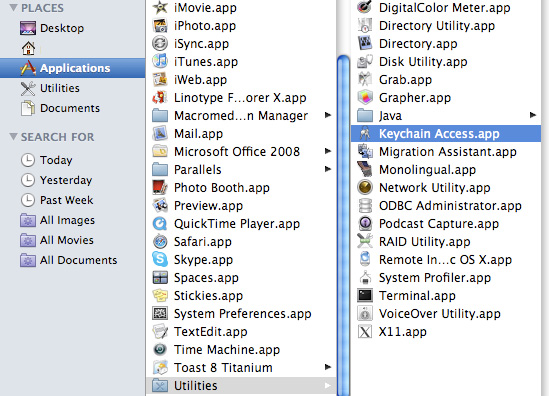 PLACES
Desktop
Applications
Utilities
Documents
SEARCH FOR
Today
Yesterday
Past Week
All Images
All Movies
All Documents
iMovie.app
iPhoto.app
iSync.app
iTunes.app
iWeb.app
Linotype F...orer X.app
Macromed...n Manager
Mail.app
Microsoft Office 2008
Parallels
Photo Booth.app
Preview.app
QuickTime Player.app
Safari.app
Skype.app
Spaces.app
Stickies.app
System Preferences.app
TextEdit.app
Time Machine.app
Toast 8 Titanium
Utilities
DigitalColor Meter.app
Directory Utility.app
Directory.app
Disk Utility.app
Grab.app
Grapher.app
Java
Keychain Access.app
Migration Assistant.app
Monolingual.app
Network Utility.app
ODBC Administrator.app
Podcast Capture.app
RAID Utility.app
Remote In...c OS X.app
System Profiler.app
Terminal.app
VoiceOver Utility.app
X11.app